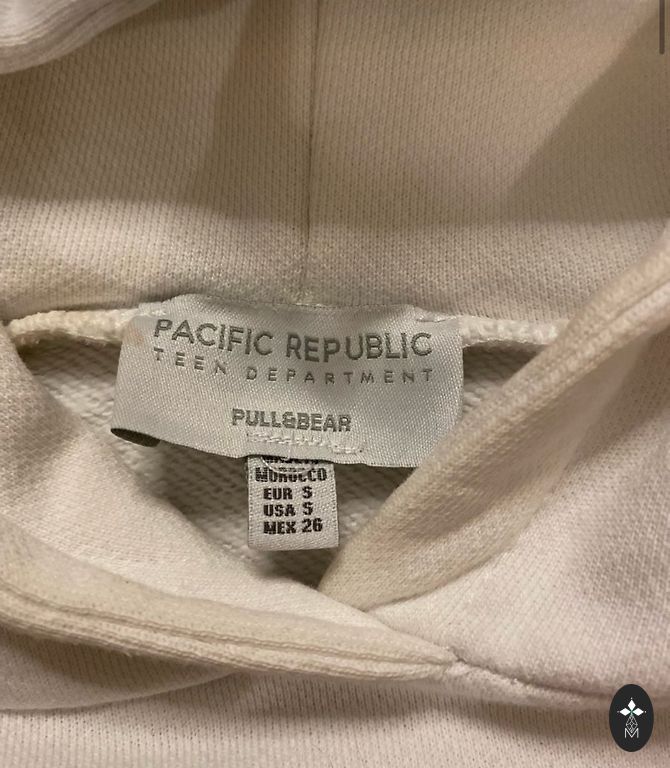 PACIFIC REPUBLIC
TEEN DEPARTMENT
PULL&BEAR
MOROCCO
EUR S
USA S
MEX 26
M